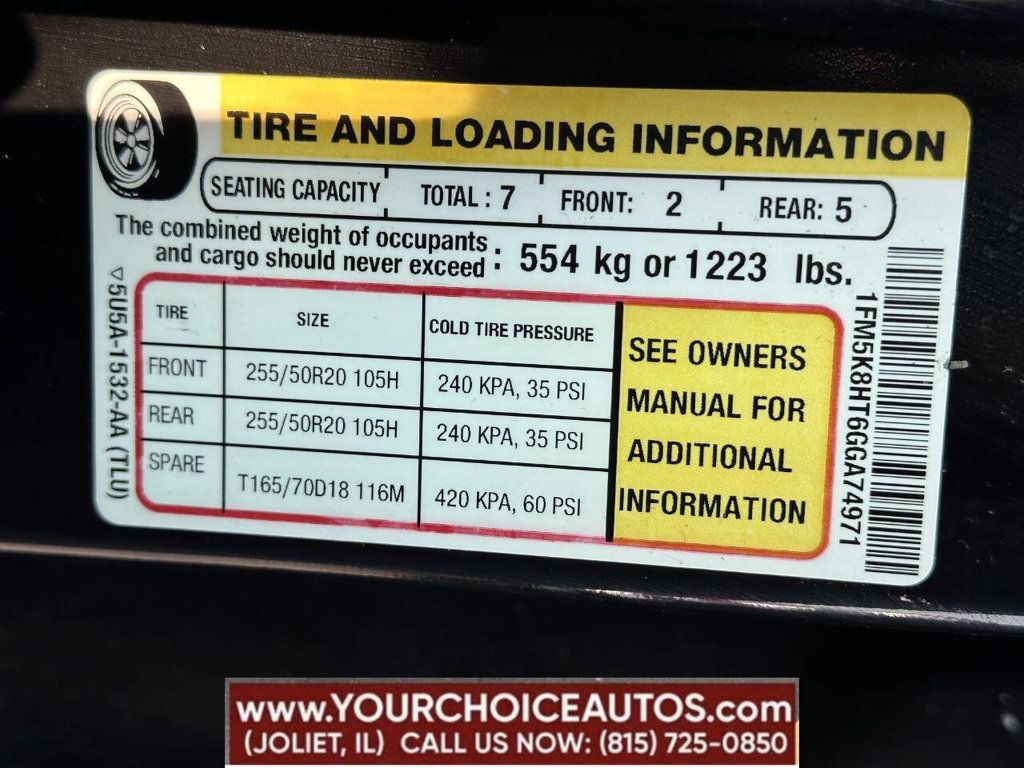 TIRE AND LOADING INFORMATION
SEATING CAPACITY TOTAL : 7 FRONT: 2 REAR: 5
The combined weight of occupants
and cargo should never exceed : 554 kg or 1223 lbs.
TIRE SIZE COLD TIRE PRESSURE
FRONT 255/50R20 105H 240 KPA, 35 PSI
REAR 255/50R20 105H 240 KPA, 35 PSI
SPARE T165/70D18 116M 420 KPA, 60 PSI
SEE OWNERS
MANUAL FOR
ADDITIONAL
INFORMATION
▽5U5A-1532-AA (TLU)
1FM5K8HT6GGA74971
www.YOURCHOICEAUTOS.com
(JOLIET, IL) CALL US NOW: (815) 725-0850